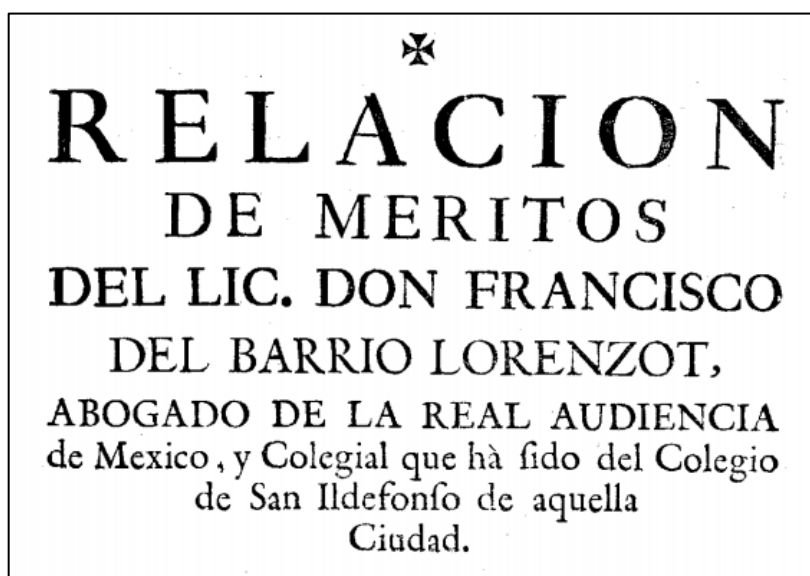 ✠
RELACION
DE MERITOS
DEL LIC. DON FRANCISCO
DEL BARRIO LORENZOT,
ABOGADO DE LA REAL AUDIENCIA
de Mexico, y Colegial que hà ſido del Colegio
de San Ildefonſo de aquella
Ciudad.